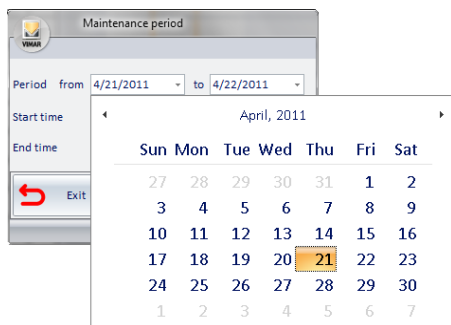 Maintenance period
VIMAR
Period from 4/21/2011 to 4/22/2011
Start time
End time
Exit
April, 2011
Sun Mon Tue Wed Thu Fri Sat
27 28 29 30 31 1 2
3 4 5 6 7 8 9
10 11 12 13 14 15 16
17 18 19 20 21 22 23
24 25 26 27 28 29 30
1 2 3 4 5 6 7